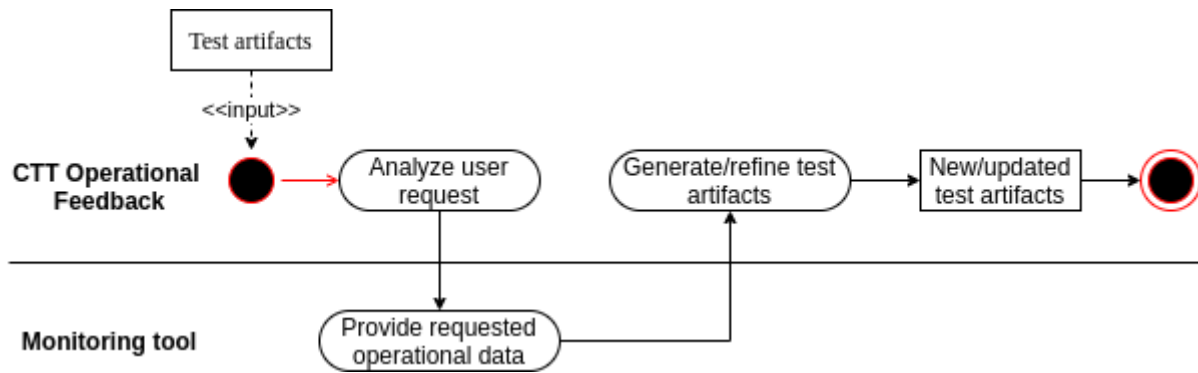 Test artifacts
<<input>>
CTT Operational
Feedback
Analyze user
request
Generate/refine test
artifacts
New/updated
test artifacts
Monitoring tool
Provide requested
operational data